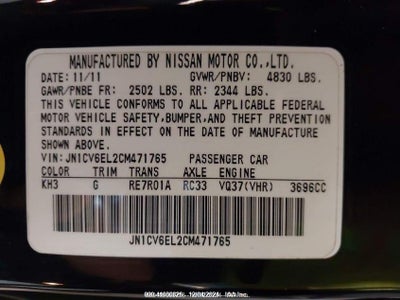 MANUFACTURED BY NISSAN MOTOR CO.,LTD.
DATE: 11/11 GVWR/PNBV: 4830 LBS.
GAWR/PNBE FR: 2502 LBS. RR: 2344 LBS.
THIS VEHICLE CONFORMS TO ALL APPLICABLE FEDERAL
MOTOR VEHICLE SAFETY,BUMPER,AND THEFT PREVENTION
STANDARDS IN EFFECT ON THE DATE OF MANUFACTURE
SHOWN ABOVE.
VIN: JN1CV6EL2CM471765 PASSENGER CAR
COLOR TRIM TRANS AXLE ENGINE
KH3 G RE7R01A RC33 VQ37(VHR) 3696CC
JN1CV6EL2CM471765